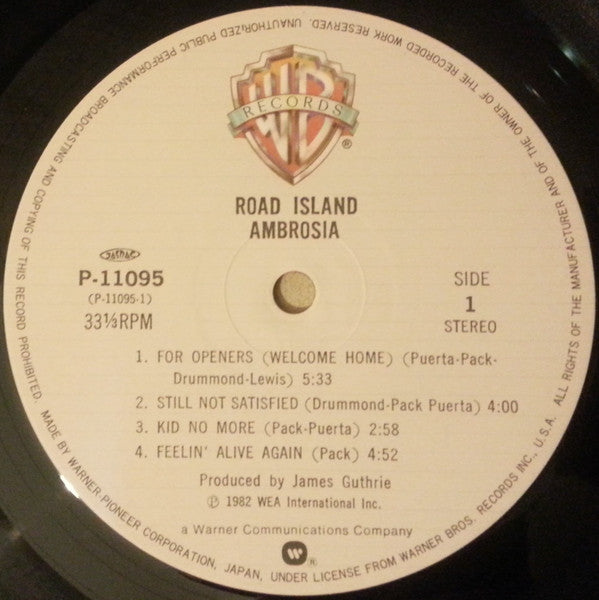 WB
RECORDS
®
ROAD ISLAND
AMBROSIA
JASRAC
P-11095
(P-11095-1)
33⅓RPM
SIDE
1
STEREO
1. FOR OPENERS (WELCOME HOME) (Puerta-Pack-
Drummond-Lewis) 5:33
2. STILL NOT SATISFIED (Drummond-Pack Puerta) 4:00
3. KID NO MORE (Pack-Puerta) 2:58
4. FEELIN' ALIVE AGAIN (Pack) 4:52
Produced by James Guthrie
℗ 1982 WEA International Inc.
a Warner Communications Company
W ®
MADE BY WARNER-PIONEER CORPORATION, JAPAN, UNDER LICENSE FROM WARNER BROS. RECORDS INC., U.S.A. ALL RIGHTS OF THE MANUFACTURER AND OF THE OWNER OF THE RECORDED WORK RESERVED. UNAUTHORIZED PUBLIC PERFORMANCE BROADCASTING AND COPYING OF THIS RECORD PROHIBITED.